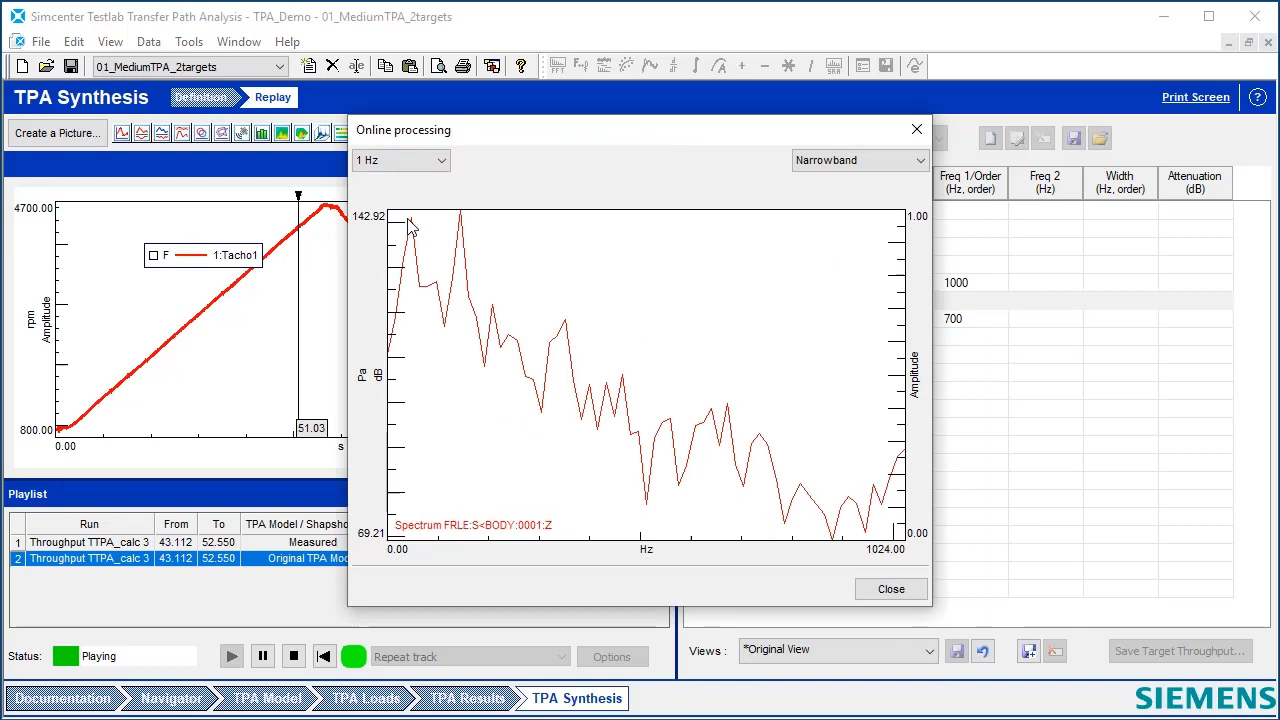 Simcenter Testlab Transfer Path Analysis - TPA_Demo - 01_MediumTPA_2targets
File Edit View Data Tools Window Help
01_MediumTPA_2targets
TPA Synthesis
Replay
Print Screen
Create a Picture...
Online processing
1 Hz
Narrowband
Freq 1/Order (Hz, order)
Freq 2 (Hz)
Width (Hz, order)
Attenuation (dB)
1000
700
4700.00
800.00
rpm
Amplitude
F 1:Tacho1
51.03
0.00
s
142.92
69.21
Pa
dB
1.00
0.00
Amplitude
Spectrum FRLE:S<BODY:0001:Z
0.00
Hz
1024.00
Close
Playlist
Run From To TPA Model / Shapsho
1 Throughput TTPA_calc 3 43.112 52.550 Measured
2 Throughput TTPA_calc 3 43.112 52.550 Original TPA Mod
Status: Playing
Repeat track
Options
Views : *Original View
Save Target Throughput...
Documentation
Navigator
TPA Model
TPA Results
TPA Synthesis
SIEMENS